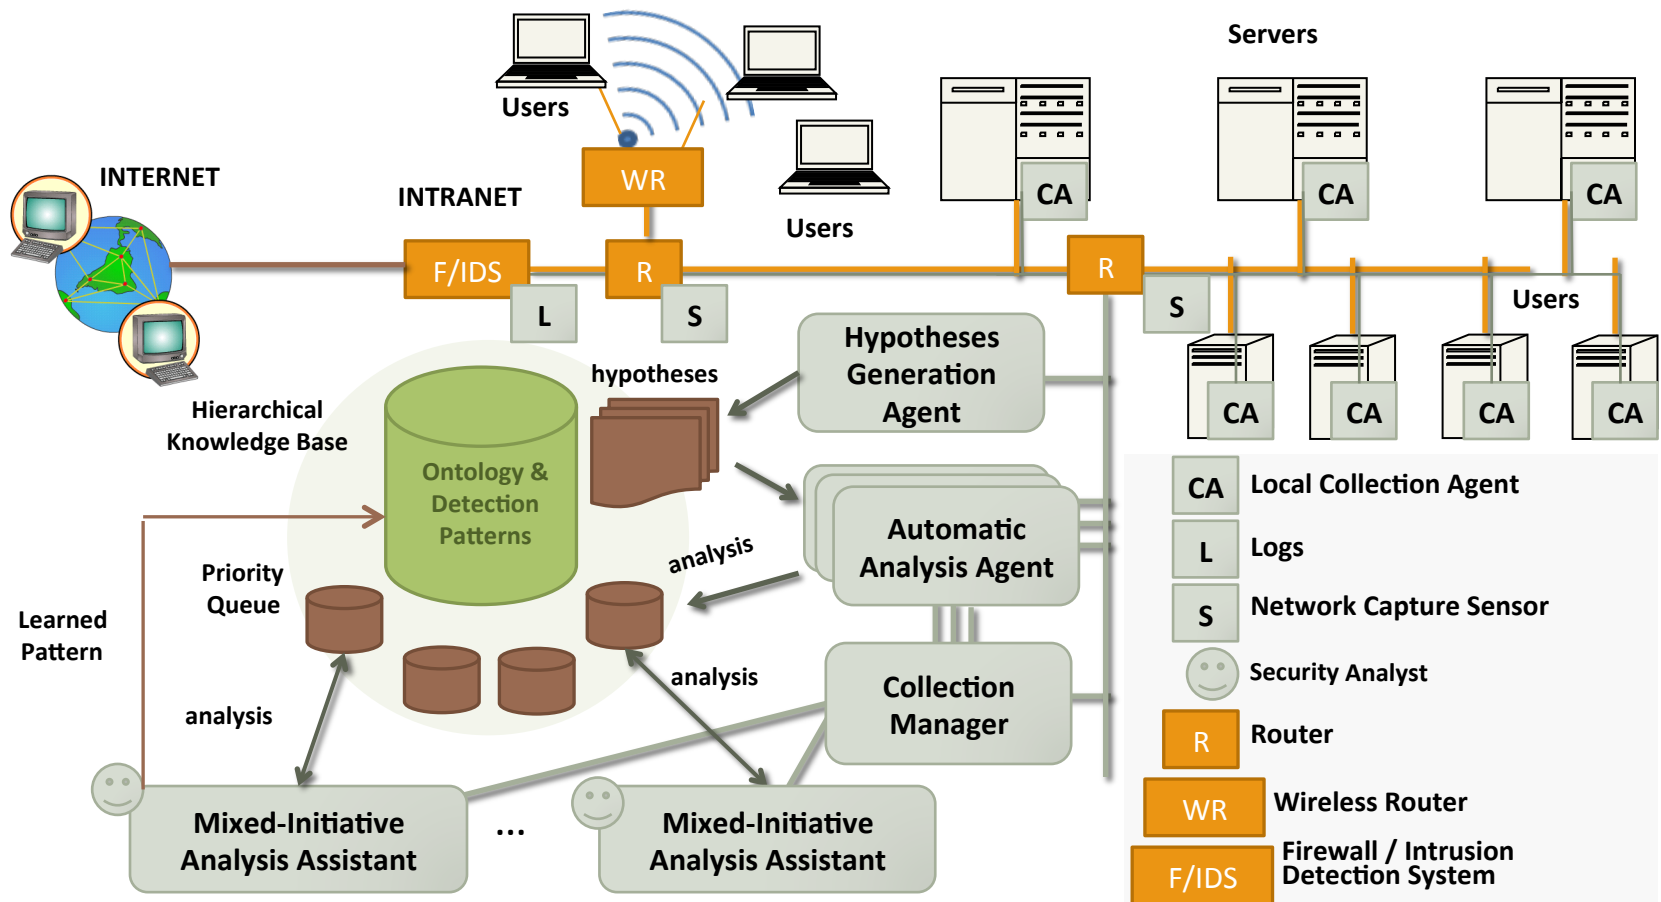 Servers
Users
INTERNET
WR
CA
CA
CA
INTRANET
Users
F/IDS
R
R
L
S
S
Users
Hypotheses
Generation
Agent
hypotheses
CA
CA
CA
CA
Hierarchical
Knowledge Base
Ontology &
Detection
Patterns
Automatic
Analysis Agent
analysis
Priority
Queue
Learned
Pattern
analysis
analysis
Collection
Manager
Mixed-Initiative
Analysis Assistant
...
Mixed-Initiative
Analysis Assistant
CA Local Collection Agent
L Logs
S Network Capture Sensor
Security Analyst
R Router
WR Wireless Router
F/IDS Firewall / Intrusion
Detection System